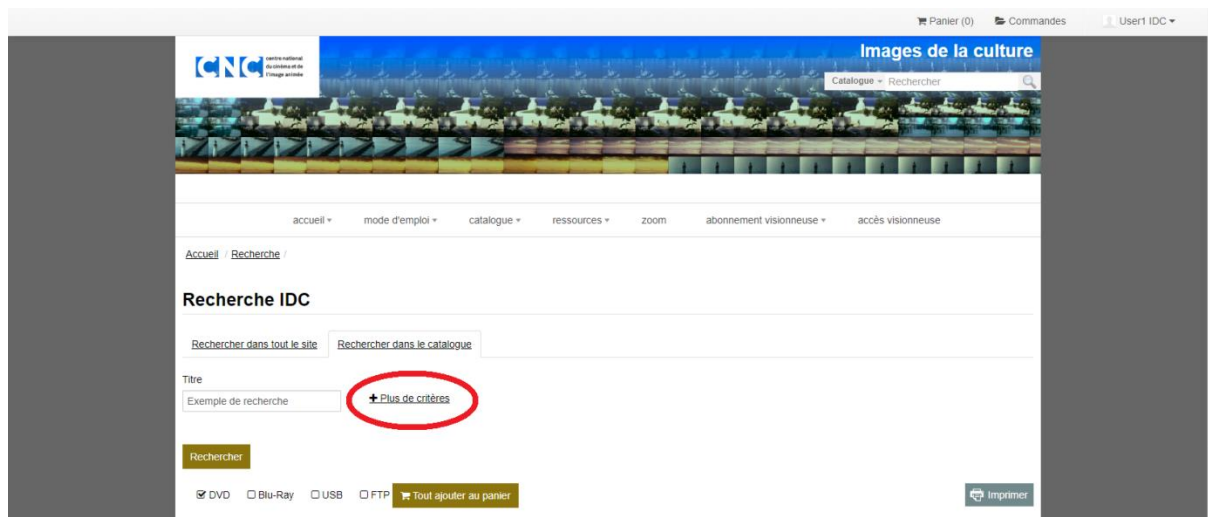 Panier (0) Commandes User1 IDC
CNC centre national
du cinéma et de
l'image animée
Images de la culture
Catalogue Rechercher
accueil mode d'emploi catalogue ressources zoom abonnement visionneuse accès visionneuse
Accueil / Recherche /
Recherche IDC
Rechercher dans tout le site Rechercher dans le catalogue
Titre
Exemple de recherche + Plus de critères
Rechercher
DVD Blu-Ray USB FTP Tout ajouter au panier Imprimer